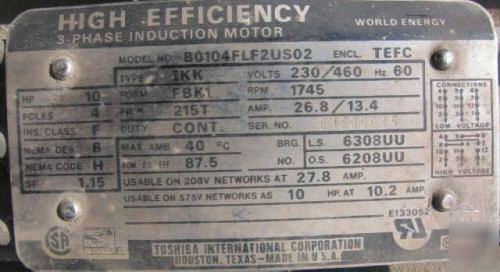 HIGH EFFICIENCY
WORLD ENERGY
3-PHASE INDUCTION MOTOR
MODEL NO. B0104FLF2US02 ENCL. TEFC
TYPE IKK VOLTS 230/460 Hz 60
HP 10 FORM FBK1 RPM 1745
POLES 4 FR 215T AMP. 26.8/13.4
INS. CLASS F DUTY CONT. SERIAL NO.
NEMA DES. B MAX. AMB. 40 °C BRG. L.S. 6308UU
NEMA CODE H NOM. EFF 87.5 NO. O.S. 6208UU
SF 1.15 USABLE ON 208V NETWORKS AT 27.8 AMP.
USABLE ON 575V NETWORKS AS 10 HP. AT 10.2 AMP.
CONNECTIONS
LOW VOLTAGE
HIGH VOLTAGE
E133052
SA
TOSHIBA INTERNATIONAL CORPORATION
HOUSTON, TEXAS-MADE IN U.S.A.